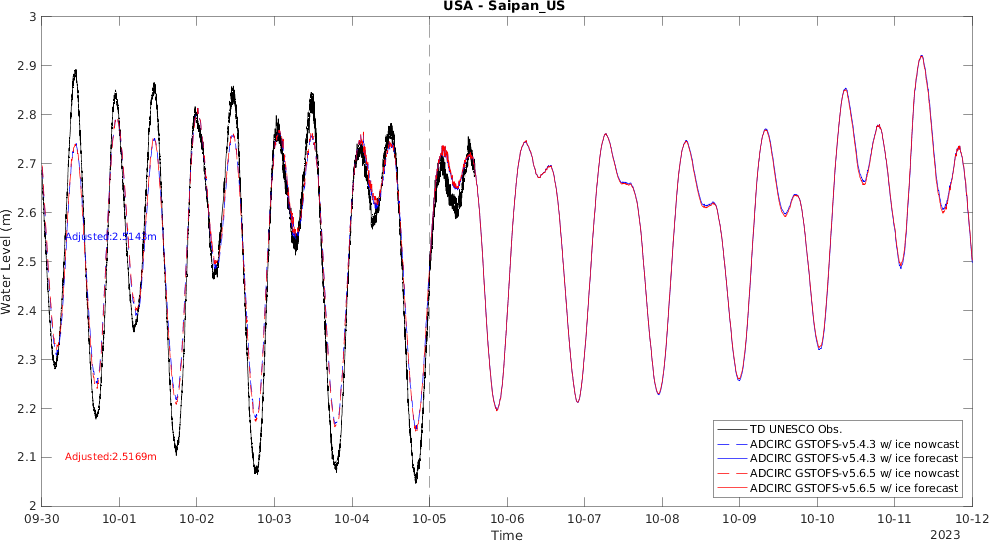 USA - Saipan_US
3
2.9
2.8
2.7
2.6
2.5
2.4
2.3
2.2
2.1
2
Water Level (m)
Adjusted:2.5143m
Adjusted:2.5169m
TD UNESCO Obs.
ADCIRC GSTOFS-v5.4.3 w/ ice nowcast
ADCIRC GSTOFS-v5.4.3 w/ ice forecast
ADCIRC GSTOFS-v5.6.5 w/ ice nowcast
ADCIRC GSTOFS-v5.6.5 w/ ice forecast
09-30 10-01 10-02 10-03 10-04 10-05 10-06 10-07 10-08 10-09 10-10 10-11 10-12
Time
2023